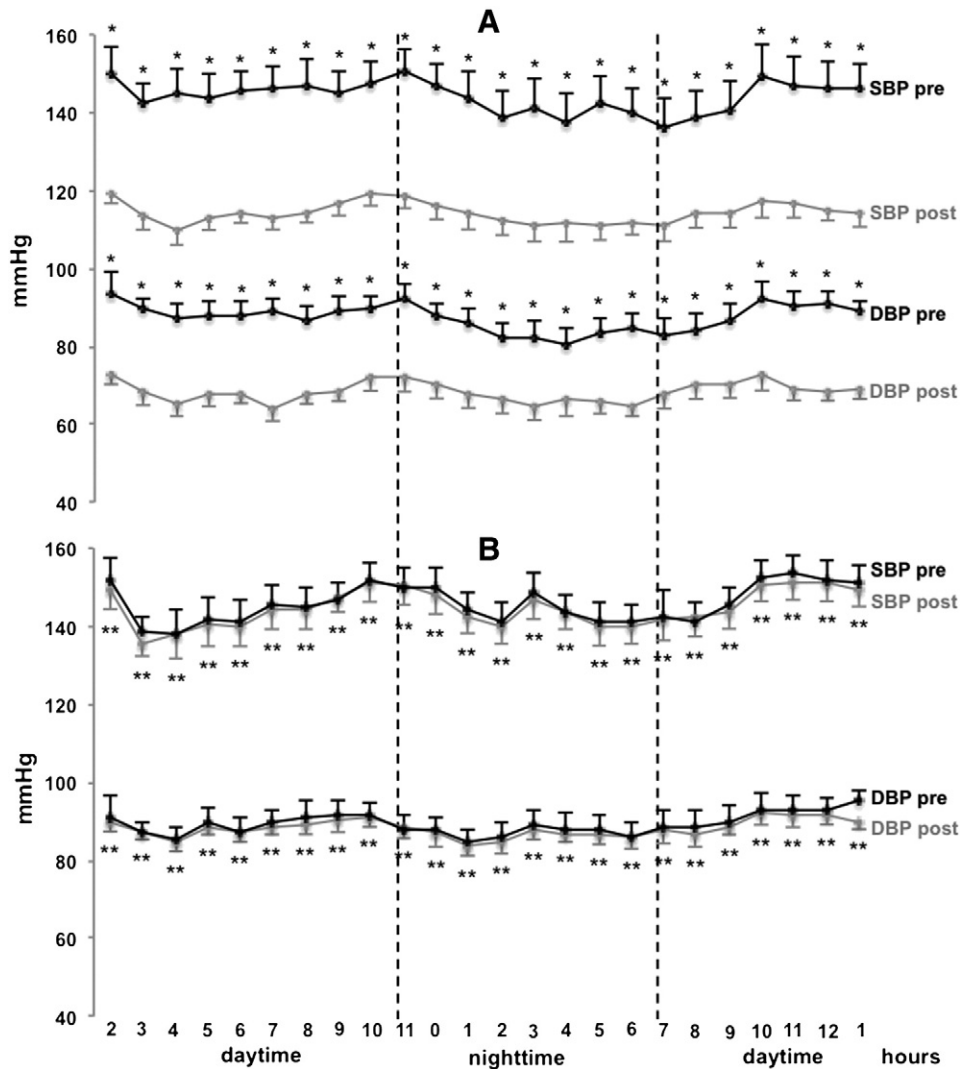 A
160
140
120
100
80
60
40
mmHg
* * * * * * * * * * * * * * * * * * * * * * * *
SBP pre
SBP post
* * * * * * * * * * * * * * * * * * * * * * * *
DBP pre
DBP post
B
160
140
120
100
80
60
40
mmHg
SBP pre
SBP post
** ** ** ** ** ** ** ** ** ** ** ** ** ** ** ** ** ** ** ** ** ** ** **
DBP pre
DBP post
** ** ** ** ** ** ** ** ** ** ** ** ** ** ** ** ** ** ** ** ** ** ** **
2 3 4 5 6 7 8 9 10 11 0 1 2 3 4 5 6 7 8 9 10 11 12 1
daytime nighttime daytime hours